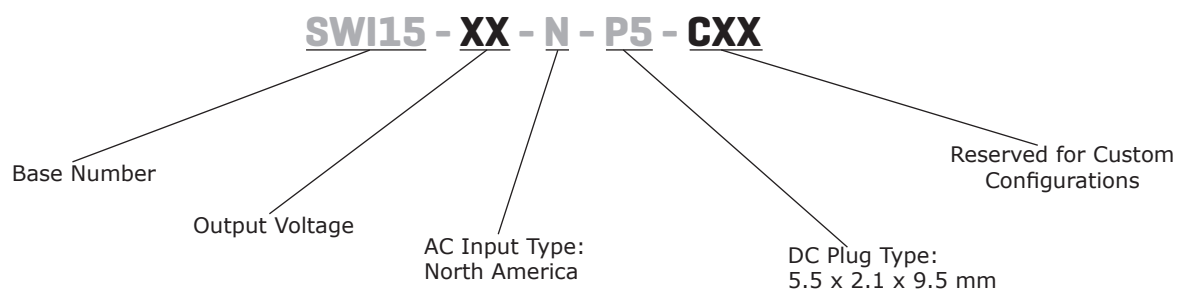 SWI15 - XX - N - P5 - CXX
Base Number
Output Voltage
AC Input Type:
North America
DC Plug Type:
5.5 x 2.1 x 9.5 mm
Reserved for Custom
Configurations